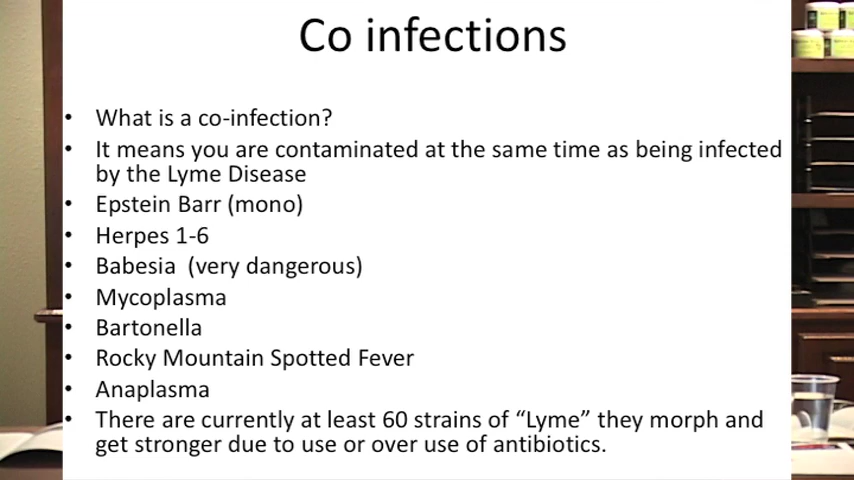 Co infections
• What is a co-infection?
• It means you are contaminated at the same time as being infected
by the Lyme Disease
• Epstein Barr (mono)
• Herpes 1-6
• Babesia  (very dangerous)
• Mycoplasma
• Bartonella
• Rocky Mountain Spotted Fever
• Anaplasma
• There are currently at least 60 strains of “Lyme” they morph and
get stronger due to use or over use of antibiotics.